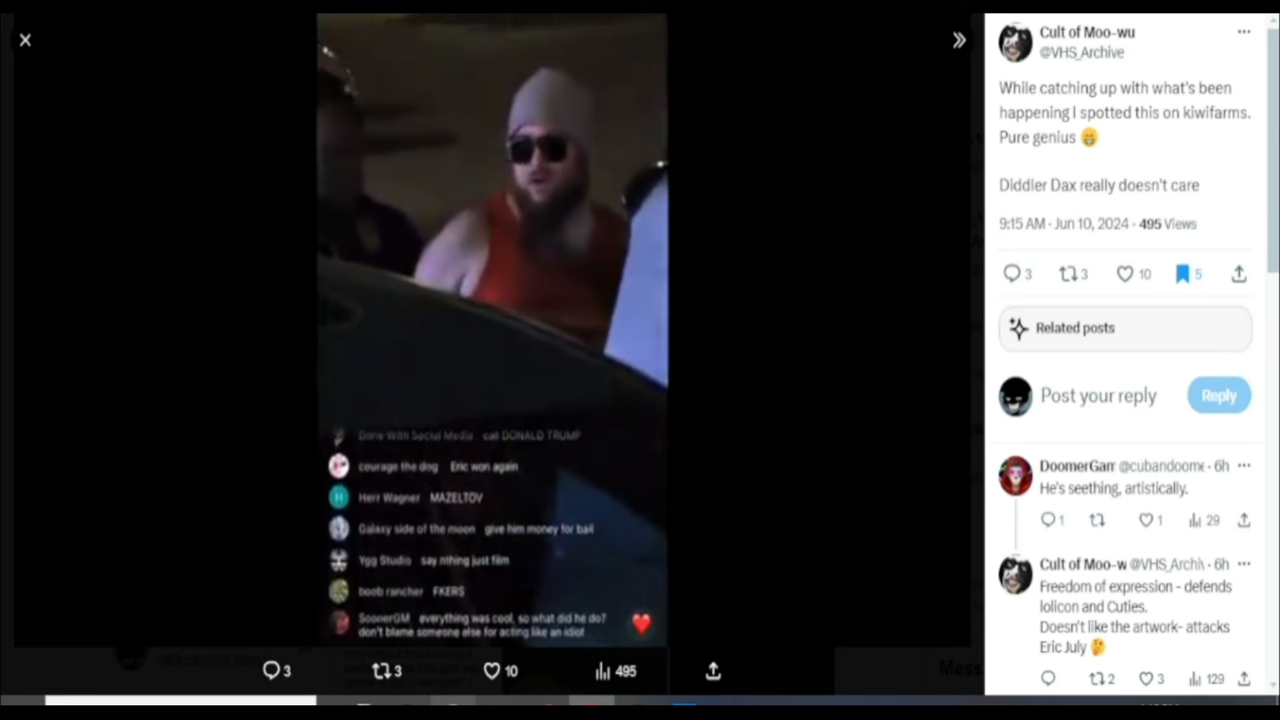 Cult of Moo-wu
@VHS_Archive
While catching up with what's been
happening I spotted this on kiwifarms.
Pure genius
Diddler Dax really doesn't care
9:15 AM · Jun 10, 2024 · 495 Views
3 3 10 5
Related posts
Post your reply
Reply
DoomerGarr @cubandoome · 6h
He's seething, artistically.
1 1 29
Cult of Moo-w @VHS_Archi · 6h
Freedom of expression - defends
lolicon and Cuties.
Doesn't like the artwork- attacks
Eric July
2 3 129
Done With Social Media call DONALD TRUMP
courage the dog Eric won again
H Herr Wagner MAZELTOV
Galaxy side of the moon give him money for bail
Ygg Studio say nthing just film
boob rancher FKERS
SoonerGM everything was cool, so what did he do?
don't blame someone else for acting like an idiot
3 3 10 495